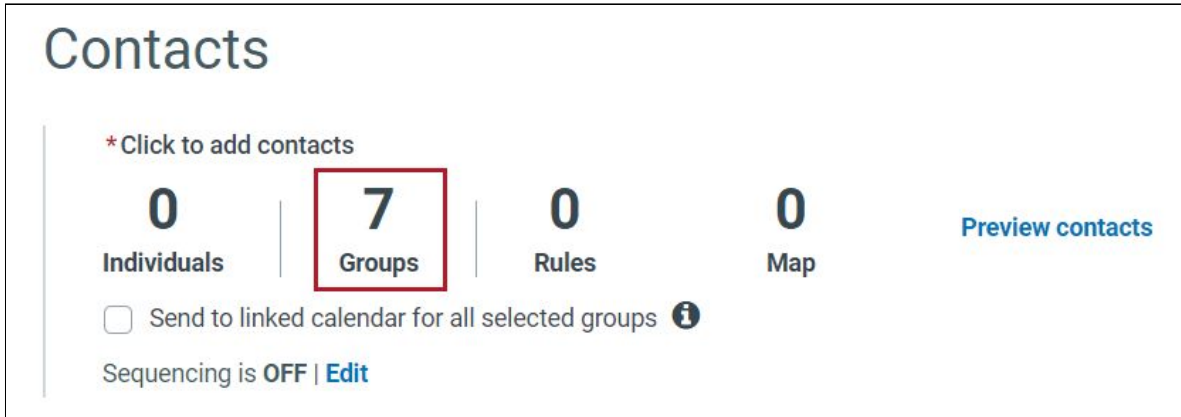 Contacts
*Click to add contacts
0 7 0 0
Individuals Groups Rules Map
Preview contacts
Send to linked calendar for all selected groups
Sequencing is OFF | Edit